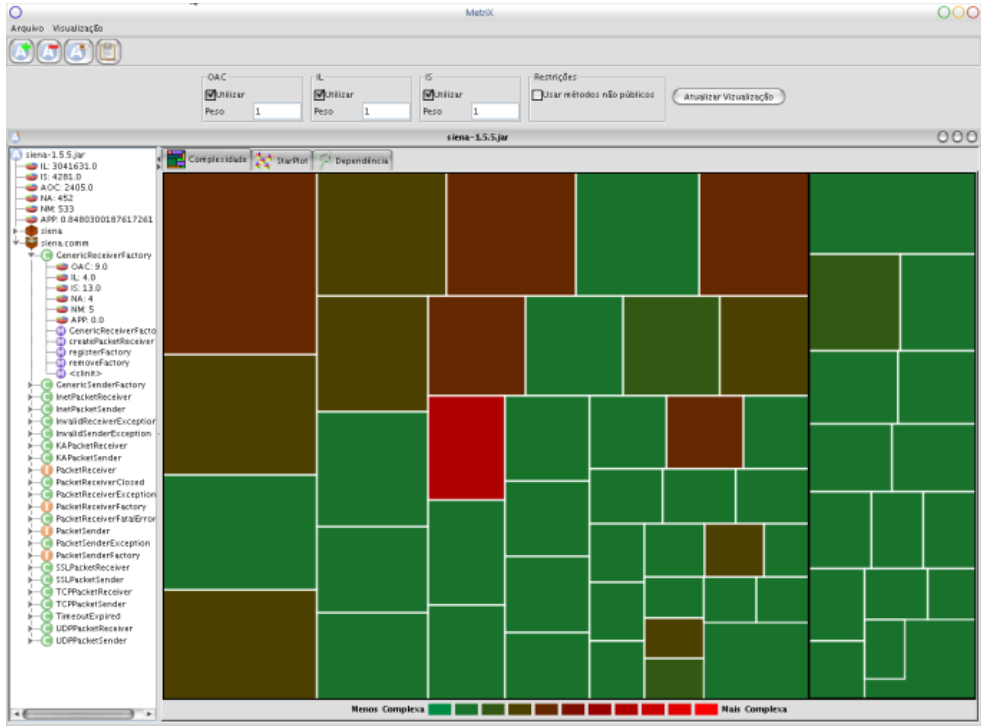 MetriX
Arquivo Visualização
OAC
Utilizar
Peso 1
IL
Utilizar
Peso 1
IS
Utilizar
Peso 1
Restrições
Usar métodos não públicos
Atualizar Vizualização
siena-1.5.5.jar
siena-1.5.5.jar
IL: 3041631.0
IS: 4281.0
AOC: 2405.0
NA: 452
NM: 533
APP: 0.8480300187617261
siena
siena.comm
GenericReceiverFactory
OAC: 9.0
IL: 4.0
IS: 13.0
NA: 4
NM: 5
APP: 0.0
GenericReceiverFacto
createPacketReceiver
registerFactory
removeFactory
<clinit>
GenericSenderFactory
InetPacketReceiver
InetPacketSender
InvalidReceiverException
InvalidSenderException
KAPacketReceiver
KAPacketSender
PacketReceiver
PacketReceiverClosed
PacketReceiverException
PacketReceiverFactory
PacketReceiverFatalError
PacketSender
PacketSenderException
PacketSenderFactory
SSLPacketReceiver
SSLPacketSender
TCPPacketReceiver
TCPPacketSender
TimeoutExpired
UDPPacketReceiver
UDPPacketSender
Complexidade StarPlot Dependência
Menos Complexa Mais Complexa